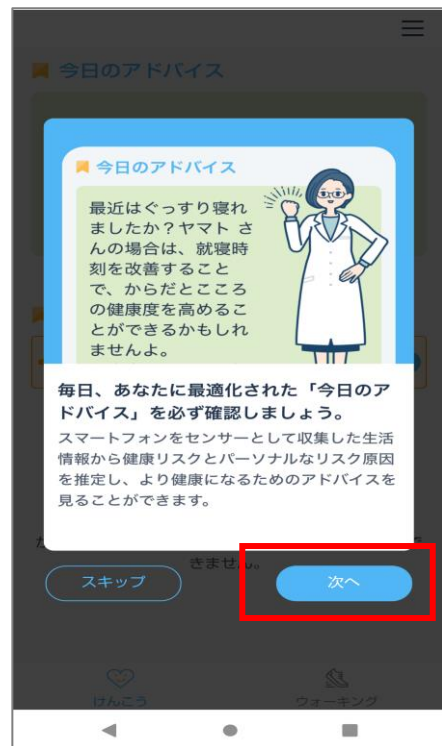 今日のアドバイス
今日のアドバイス
最近はぐっすり寝れ
ましたか？ヤマト さ
んの場合は、就寝時
刻を改善すること
で、からだとこころ
の健康度を高めるこ
とができるかもしれ
ませんよ。
毎日、あなたに最適化された「今日のア
ドバイス」を必ず確認しましょう。
スマートフォンをセンサーとして収集した生活
情報から健康リスクとパーソナルなリスク原因
を推定し、より健康になるためのアドバイスを
見ることができます。
きません。
スキップ
次へ
けんこう
ウォーキング